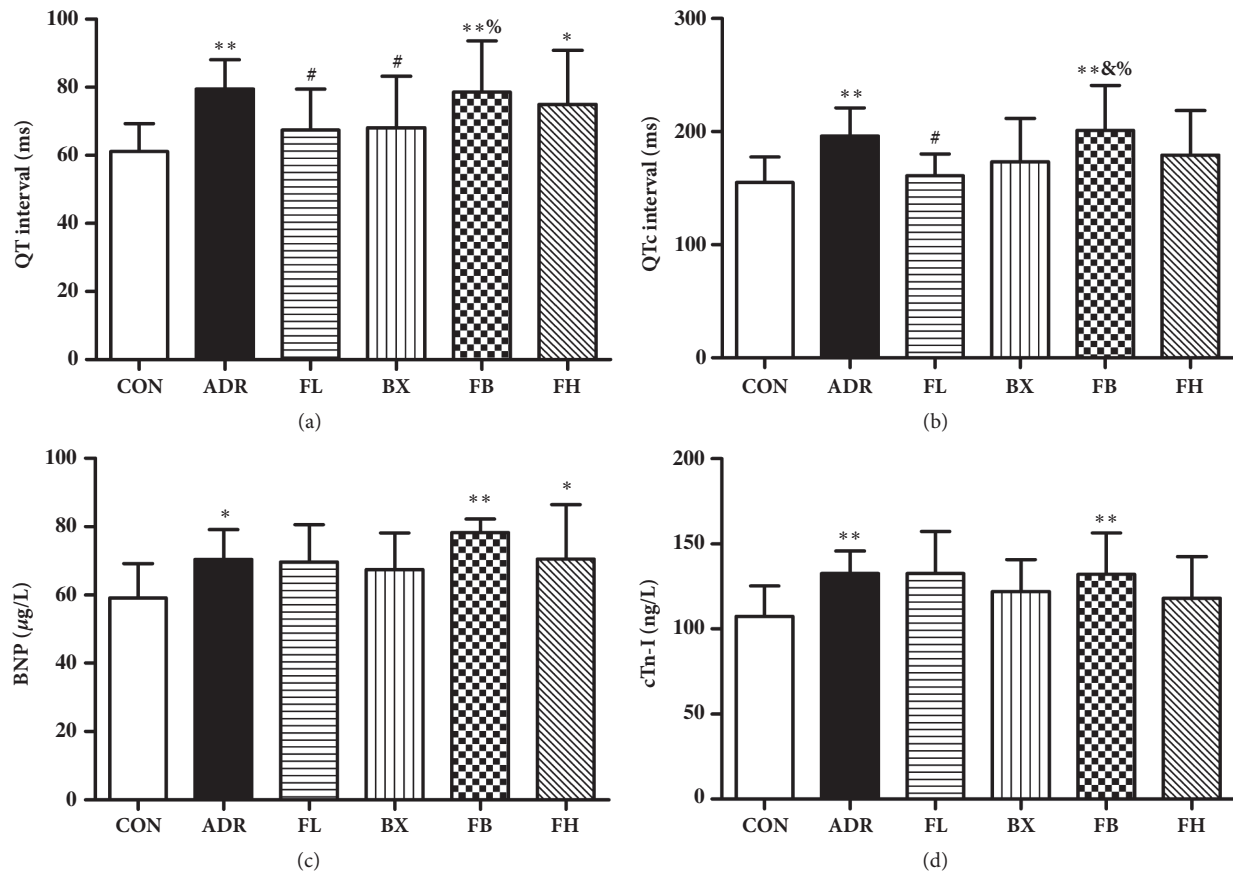 100
80
60
40
20
0
QT interval (ms)
**
#
#
**%
*
CON ADR FL BX FB FH
(a)
300
200
100
0
QTc interval (ms)
**
#
**&%
CON ADR FL BX FB FH
(b)
100
80
60
40
20
0
BNP (μg/L)
*
**
*
CON ADR FL BX FB FH
(c)
200
150
100
50
0
cTn-I (ng/L)
**
**
CON ADR FL BX FB FH
(d)